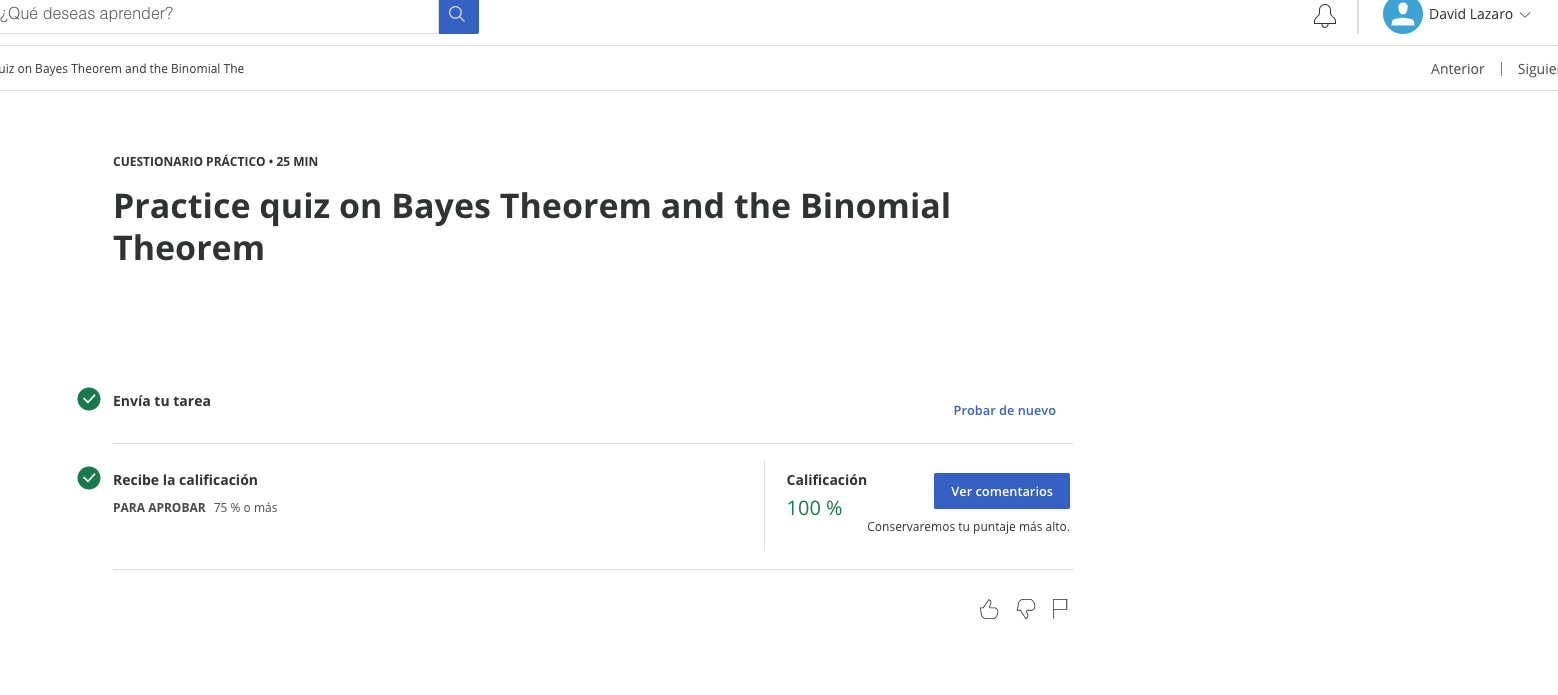 ¿Qué deseas aprender?
David Lazaro
uiz on Bayes Theorem and the Binomial The
Anterior
Siguie
CUESTIONARIO PRÁCTICO • 25 MIN
Practice quiz on Bayes Theorem and the Binomial
Theorem
Envía tu tarea
Probar de nuevo
Recibe la calificación
PARA APROBAR 75 % o más
Calificación
100 %
Ver comentarios
Conservaremos tu puntaje más alto.